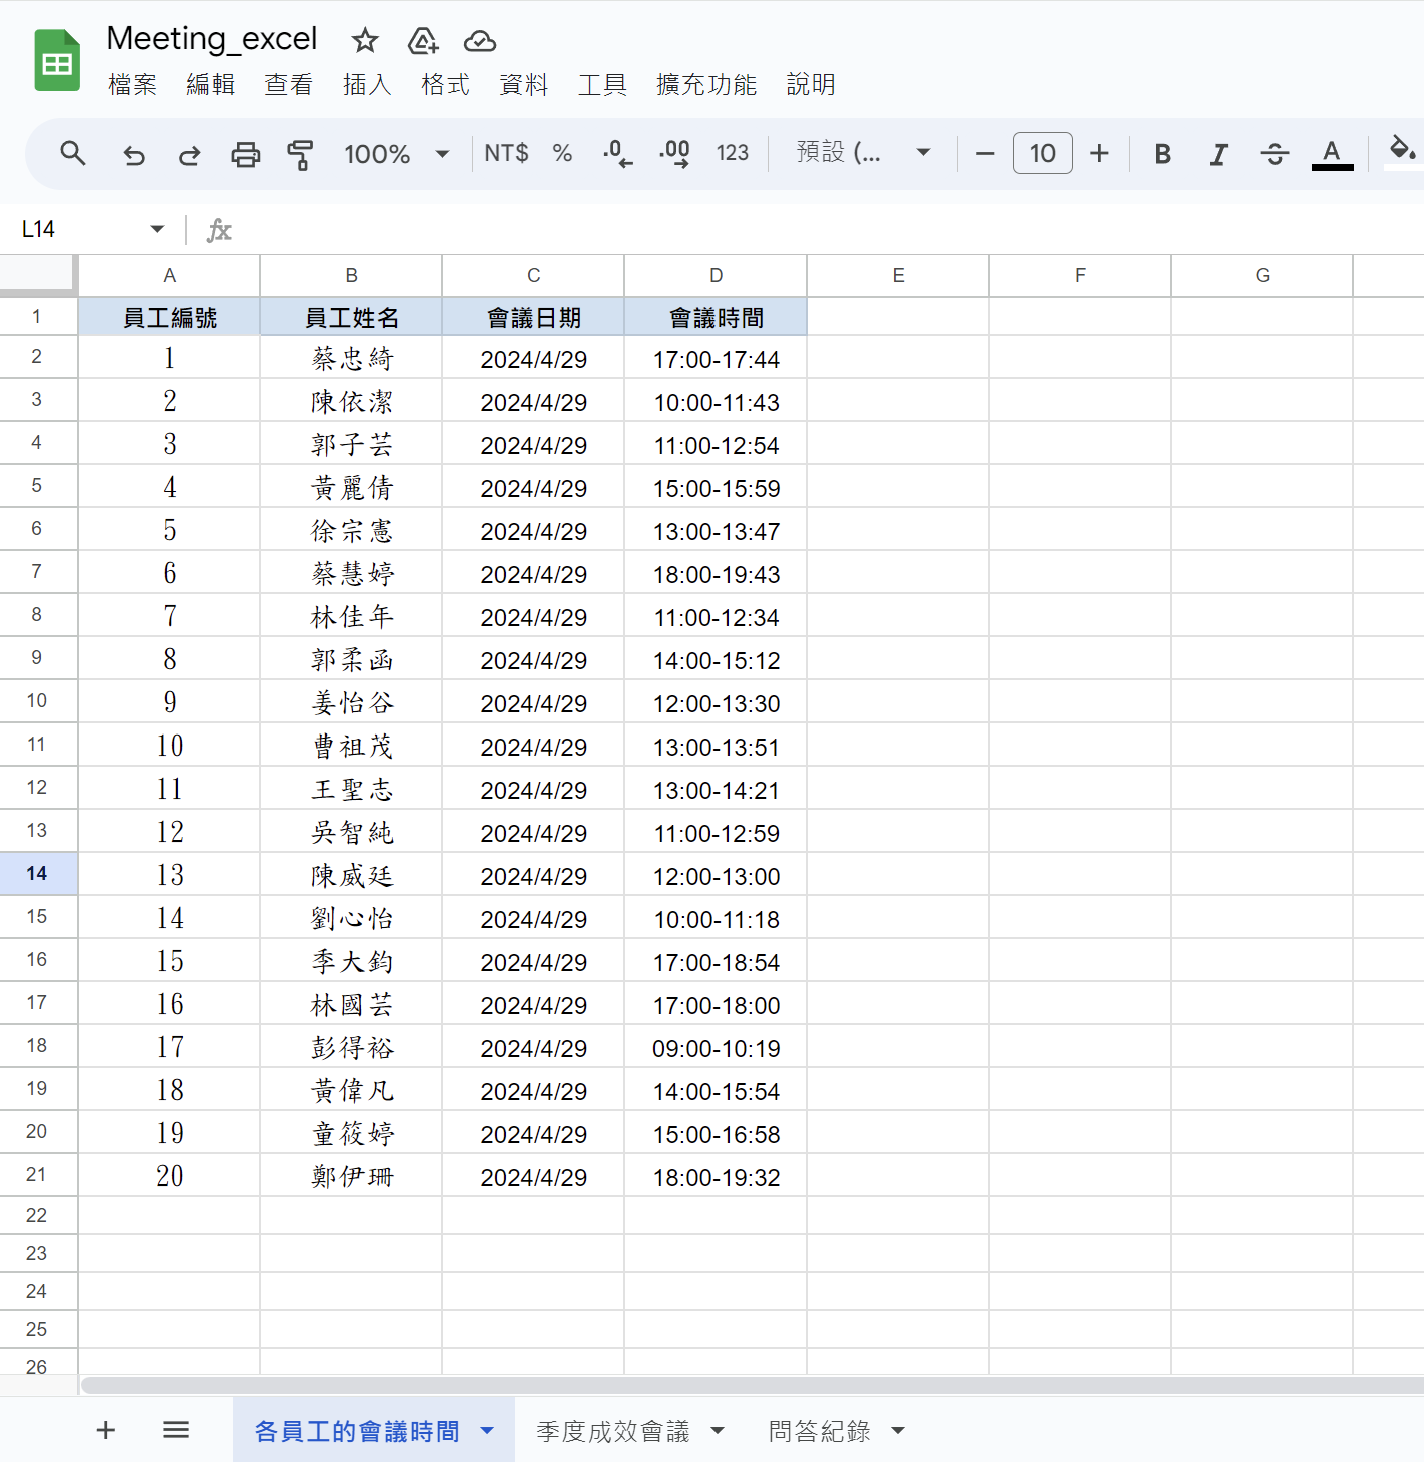 Meeting_excel
檔案 編輯 查看 插入 格式 資料 工具 擴充功能 說明
100% NT$ % .0 .00 123 預設 (... 10 B I S A
L14 fx
A B C D E F G
1 員工編號 員工姓名 會議日期 會議時間
2 1 蔡忠綺 2024/4/29 17:00-17:44
3 2 陳依潔 2024/4/29 10:00-11:43
4 3 郭子芸 2024/4/29 11:00-12:54
5 4 黃麗倩 2024/4/29 15:00-15:59
6 5 徐宗憲 2024/4/29 13:00-13:47
7 6 蔡慧婷 2024/4/29 18:00-19:43
8 7 林佳年 2024/4/29 11:00-12:34
9 8 郭柔函 2024/4/29 14:00-15:12
10 9 姜怡谷 2024/4/29 12:00-13:30
11 10 曹祖茂 2024/4/29 13:00-13:51
12 11 王聖志 2024/4/29 13:00-14:21
13 12 吳智純 2024/4/29 11:00-12:59
14 13 陳威廷 2024/4/29 12:00-13:00
15 14 劉心怡 2024/4/29 10:00-11:18
16 15 季大鈞 2024/4/29 17:00-18:54
17 16 林國芸 2024/4/29 17:00-18:00
18 17 彭得裕 2024/4/29 09:00-10:19
19 18 黃偉凡 2024/4/29 14:00-15:54
20 19 童筱婷 2024/4/29 15:00-16:58
21 20 鄭伊珊 2024/4/29 18:00-19:32
22
23
24
25
26
各員工的會議時間 季度成效會議 問答紀錄